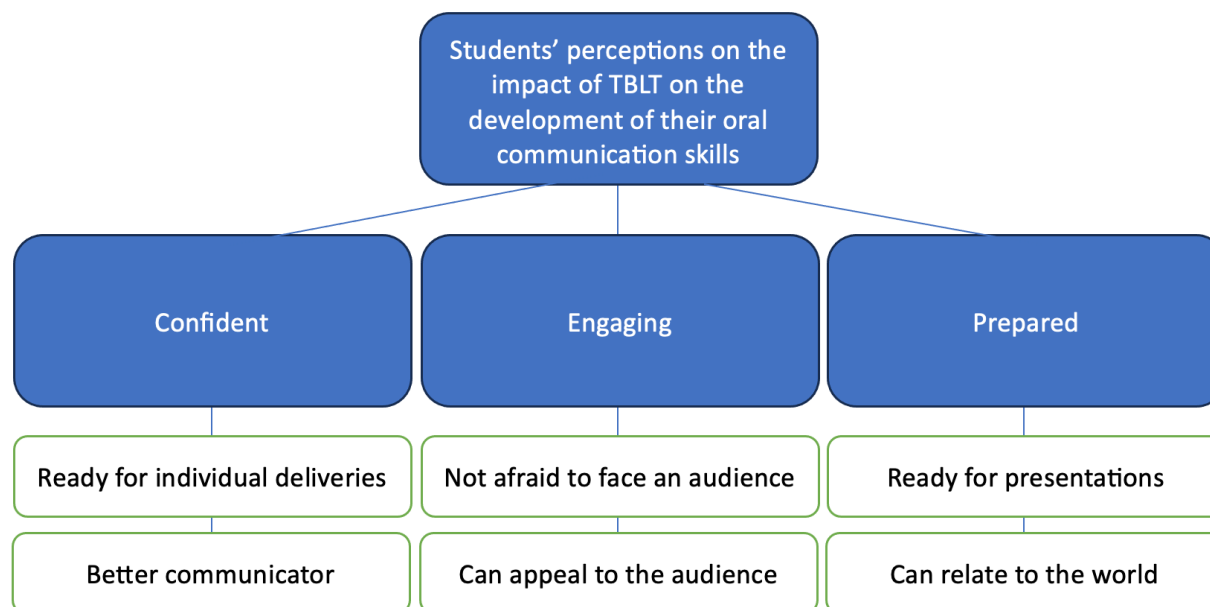 Students’ perceptions on the
impact of TBLT on the
development of their oral
communication skills
Confident
Engaging
Prepared
Ready for individual deliveries
Not afraid to face an audience
Ready for presentations
Better communicator
Can appeal to the audience
Can relate to the world